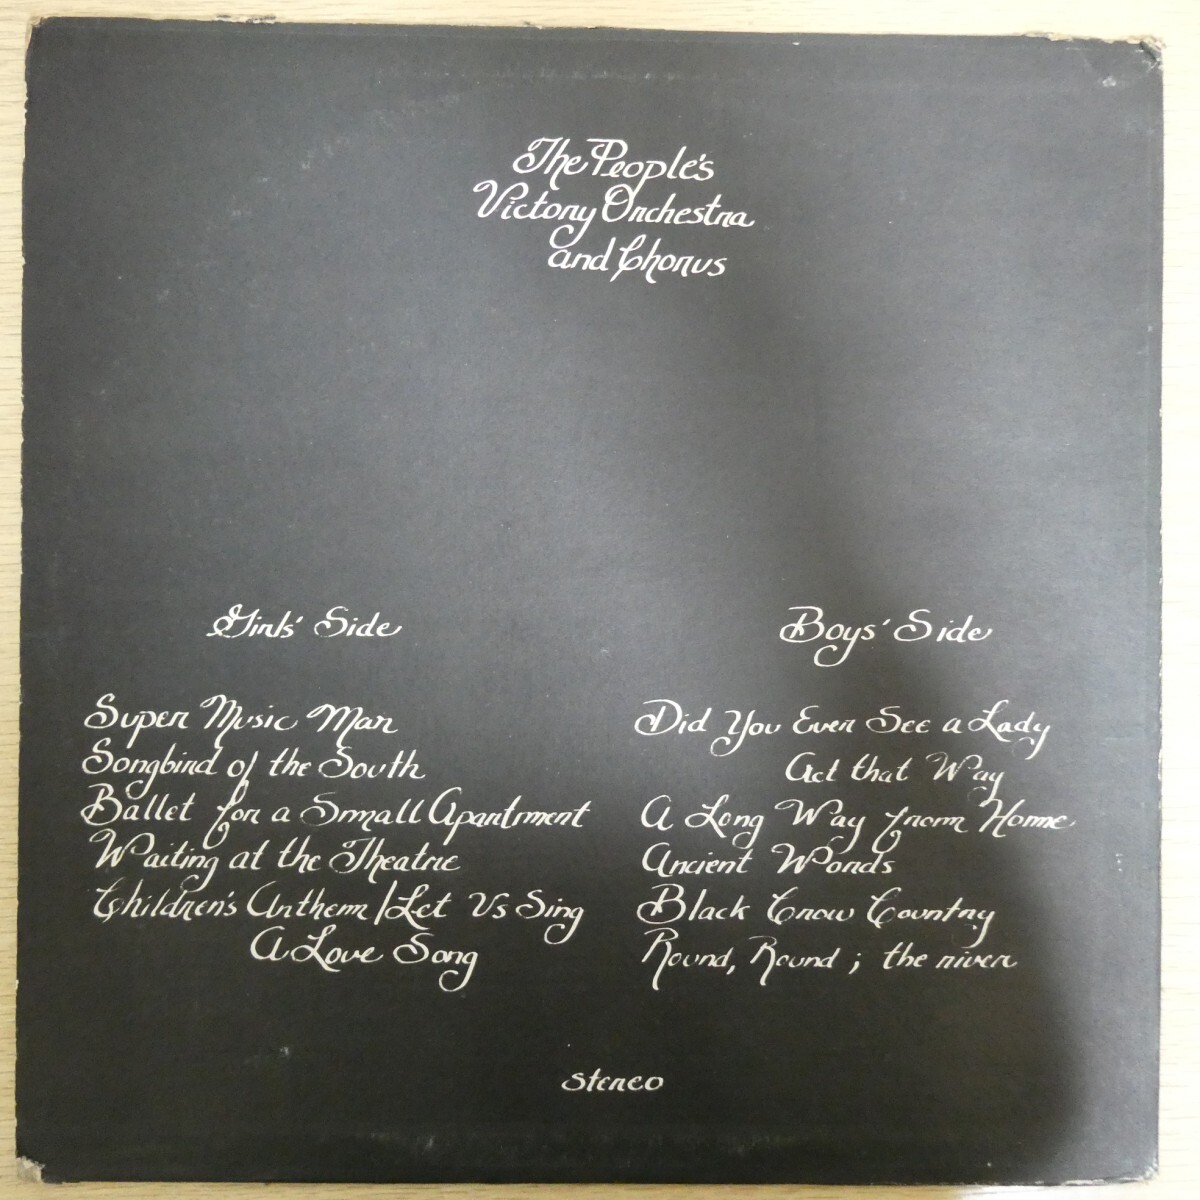 The People's
Victory Orchestra
and Chorus
Girls' Side
Super Music Man
Songbird of the South
Ballet for a Small Apartment
Waiting at the Theatre
Children's Anthem/Let Us Sing
A Love Song
Boys' Side
Did You Ever See a Lady
Act that Way
A Long Way from Home
Ancient Words
Black Crow Country
Round, Round; the river
stereo